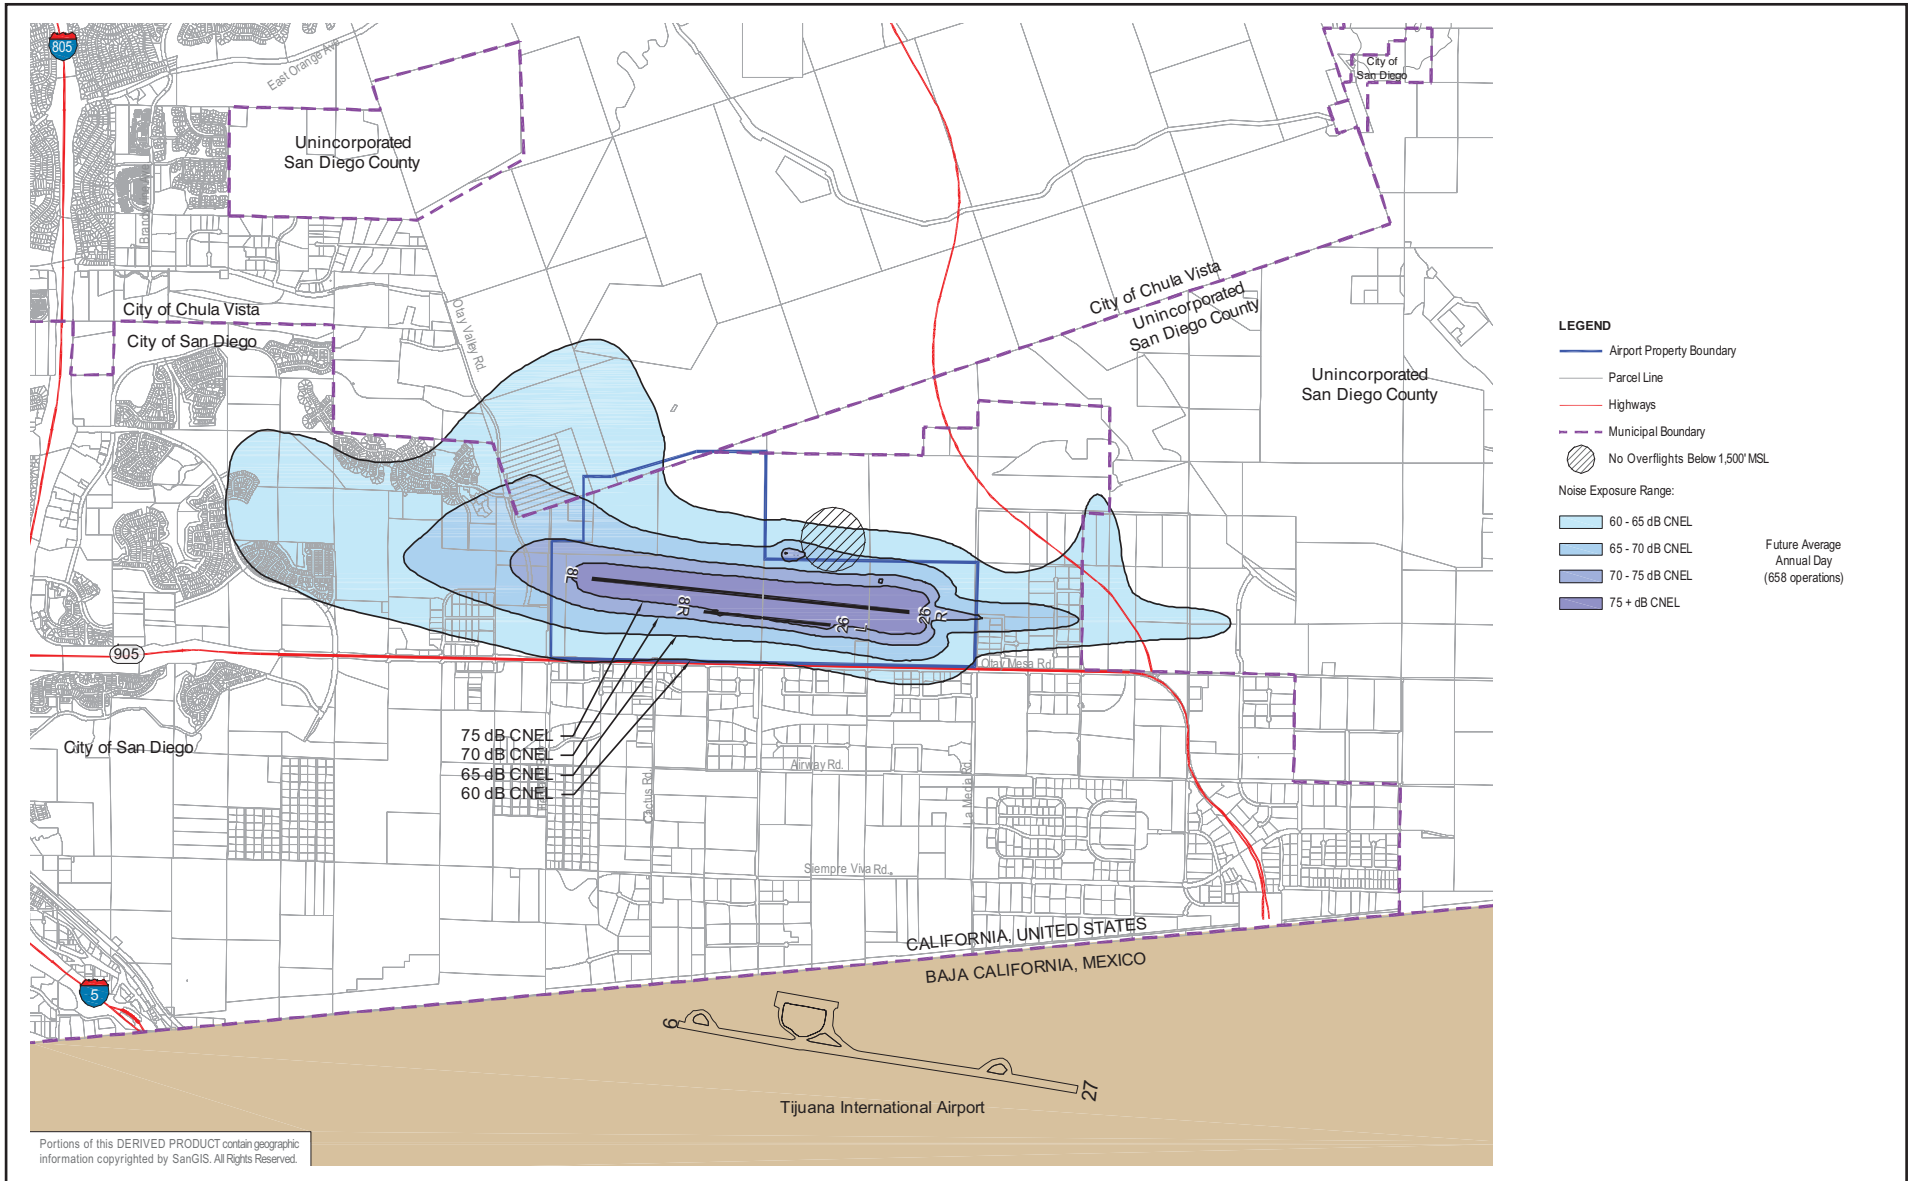 805
East Orange Ave.
City of
San Diego
Unincorporated
San Diego County
City of Chula Vista
City of San Diego
Otay Valley Rd.
City of Chula Vista
Unincorporated
San Diego County
Unincorporated
San Diego County
8L
8R
26
L
26
R
905
Otay Mesa Rd.
City of San Diego
75 dB CNEL
70 dB CNEL
65 dB CNEL
60 dB CNEL
Cactus Rd.
Airway Rd.
La Media Rd.
Siempre Viva Rd.
CALIFORNIA, UNITED STATES
BAJA CALIFORNIA, MEXICO
5
9
27
Tijuana International Airport
Portions of this DERIVED PRODUCT contain geographic
information copyrighted by SanGIS. All Rights Reserved.
LEGEND
Airport Property Boundary
Parcel Line
Highways
Municipal Boundary
No Overflights Below 1,500' MSL
Noise Exposure Range:
60 - 65 dB CNEL
65 - 70 dB CNEL
70 - 75 dB CNEL
75 + dB CNEL
Future Average
Annual Day
(658 operations)